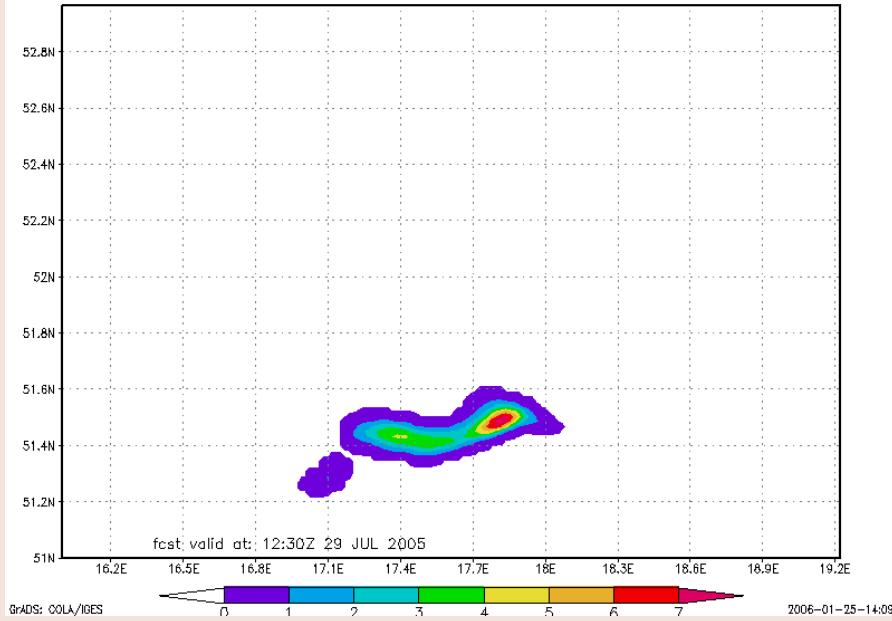 52.8N
52.6N
52.4N
52.2N
52N
51.8N
51.6N
51.4N
51.2N
51N
fcst valid at: 12:30Z 29 JUL 2005
16.2E 16.5E 16.8E 17.1E 17.4E 17.7E 18E 18.3E 18.6E 18.9E 19.2E
0 1 2 3 4 5 6 7
GrADS: COLA/IGES 2006-01-25-14:09